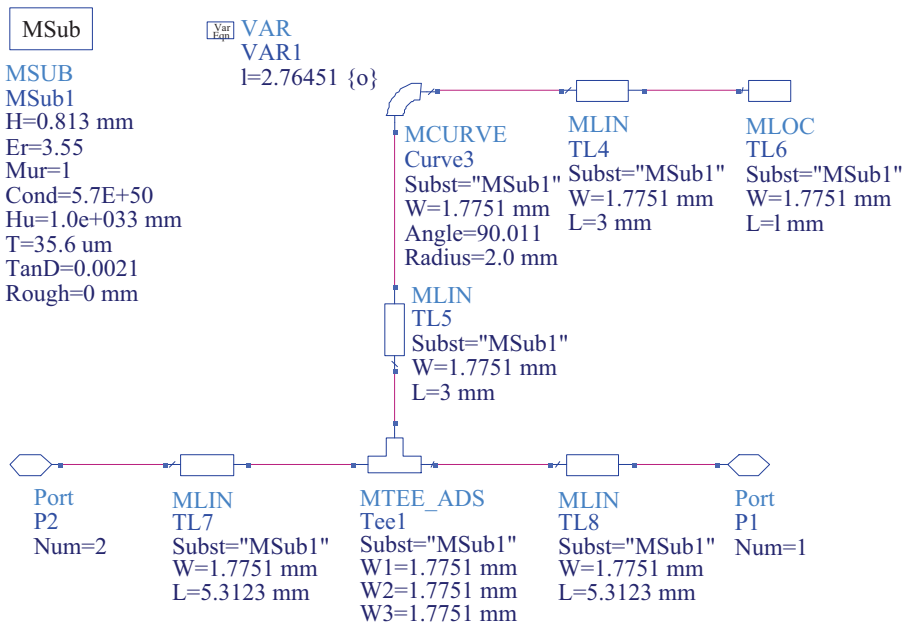 MSub
MSUB
MSub1
H=0.813 mm
Er=3.55
Mur=1
Cond=5.7E+50
Hu=1.0e+033 mm
T=35.6 um
TanD=0.0021
Rough=0 mm
Var
Eqn
VAR
VAR1
l=2.76451 {o}
MCURVE
Curve3
Subst="MSub1"
W=1.7751 mm
Angle=90.011
Radius=2.0 mm
MLIN
TL4
Subst="MSub1"
W=1.7751 mm
L=3 mm
MLOC
TL6
Subst="MSub1"
W=1.7751 mm
L=l mm
MLIN
TL5
Subst="MSub1"
W=1.7751 mm
L=3 mm
Port
P2
Num=2
MLIN
TL7
Subst="MSub1"
W=1.7751 mm
L=5.3123 mm
MTEE_ADS
Tee1
Subst="MSub1"
W1=1.7751 mm
W2=1.7751 mm
W3=1.7751 mm
MLIN
TL8
Subst="MSub1"
W=1.7751 mm
L=5.3123 mm
Port
P1
Num=1